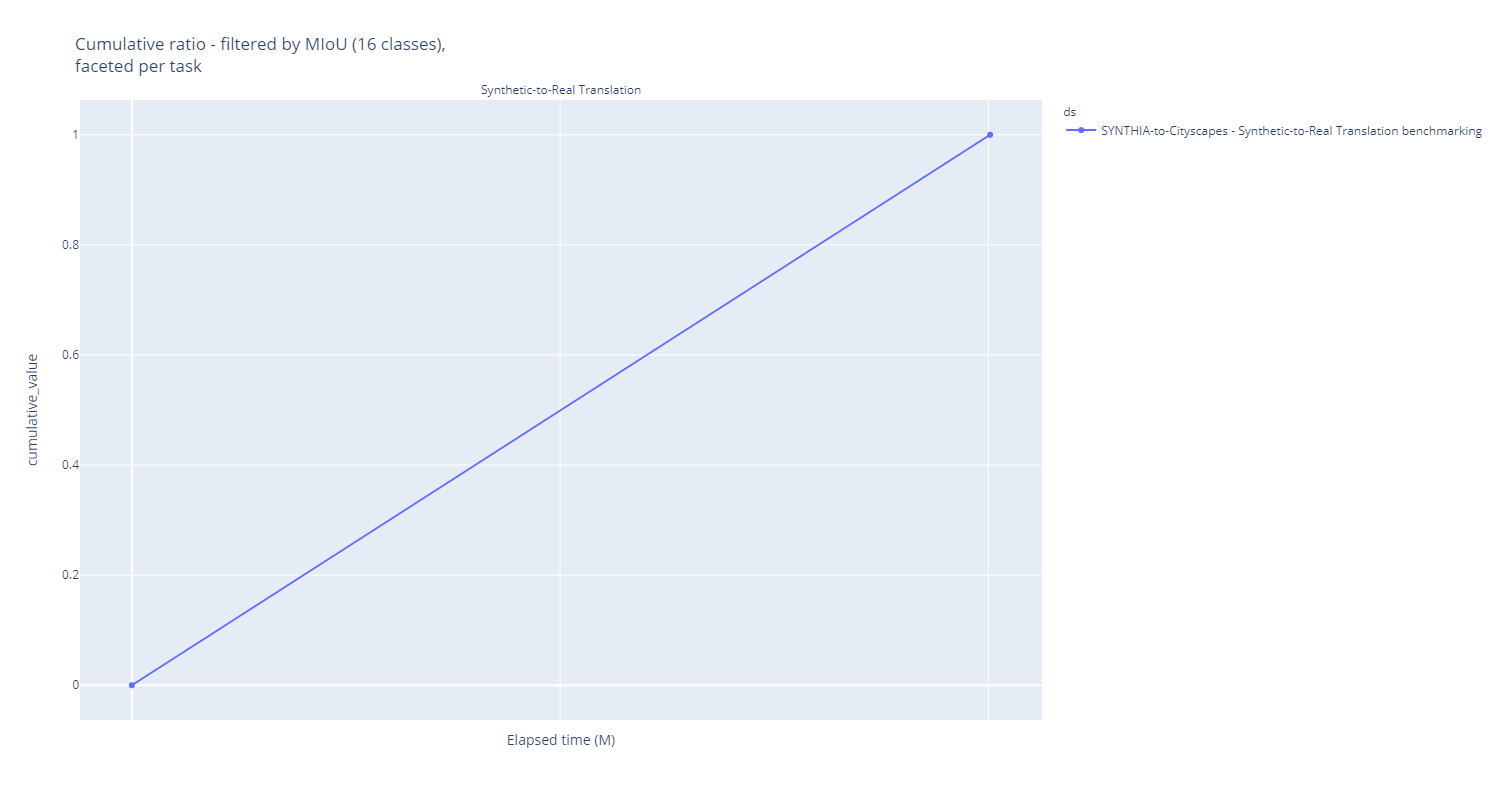 Cumulative ratio - filtered by MIoU (16 classes),
faceted per task
Synthetic-to-Real Translation
ds
SYNTHIA-to-Cityscapes - Synthetic-to-Real Translation benchmarking
1
0.8
0.6
0.4
0.2
0
cumulative_value
Elapsed time (M)